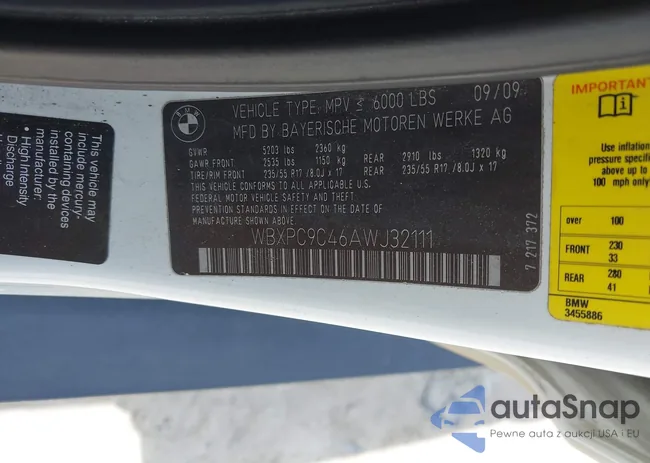 This vehicle may
include mercury-
containing devices
installed by the
manufacturer:
• High Intensity
Discharge
BMW
VEHICLE TYPE, MPV ≤ 6000 LBS 09/09
MFD BY BAYERISCHE MOTOREN WERKE AG
GVWR 5203 lbs 2360 kg
GAWR FRONT 2535 lbs 1150 kg REAR 2910 lbs 1320 kg
TIRE/RIM FRONT 235/55 R17 /8.0J x 17 REAR 235/55 R17 /8.0J x 17
THIS VEHICLE CONFORMS TO ALL APPLICABLE
FEDERAL MOTOR VEHICLE SAFETY AND THEFT
PREVENTION STANDARDS IN EFFECT ON THE DATE OF
MANUFACTURE SHOWN ABOVE
WBXPC9C46AWJ32111
7 217 372
IMPORTANT
Use inflation
pressure specifie
above up to
100 mph only
over 100
FRONT 230
33
REAR 280
41
BMW
3455886
autaSnap
Pewne auta z aukcji USA i EU